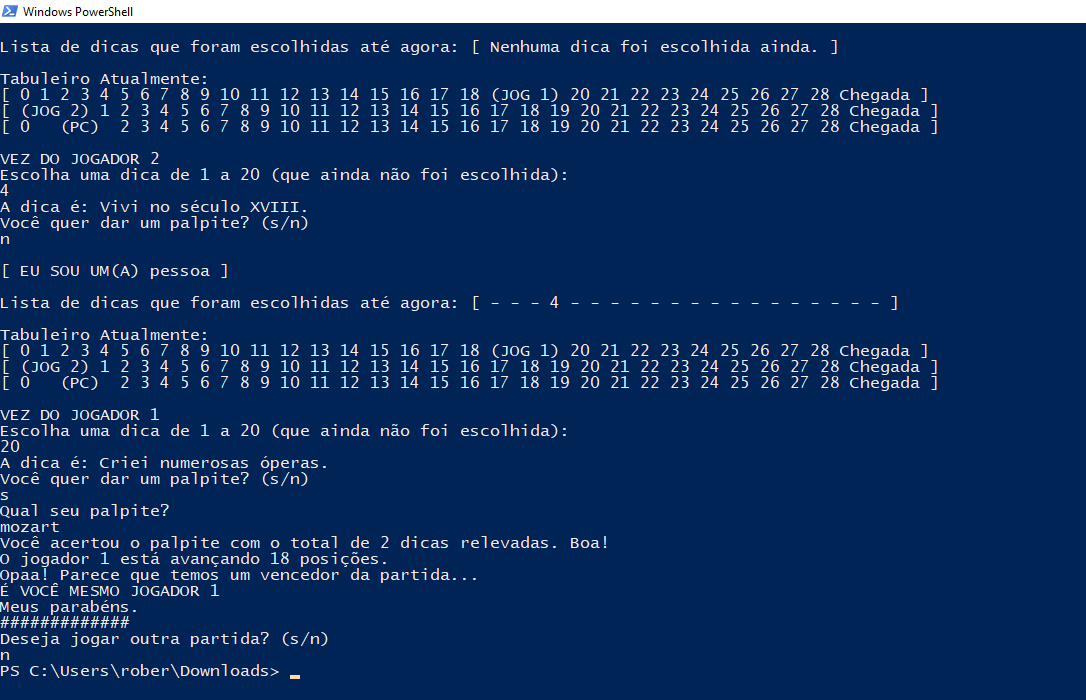 Windows PowerShell
Lista de dicas que foram escolhidas até agora: [ Nenhuma dica foi escolhida ainda. ]
Tabuleiro Atualmente:
[ 0 1 2 3 4 5 6 7 8 9 10 11 12 13 14 15 16 17 18 (JOG 1) 20 21 22 23 24 25 26 27 28 Chegada ]
[ (JOG 2) 1 2 3 4 5 6 7 8 9 10 11 12 13 14 15 16 17 18 19 20 21 22 23 24 25 26 27 28 Chegada ]
[ 0 (PC) 2 3 4 5 6 7 8 9 10 11 12 13 14 15 16 17 18 19 20 21 22 23 24 25 26 27 28 Chegada ]
VEZ DO JOGADOR 2
Escolha uma dica de 1 a 20 (que ainda não foi escolhida):
4
A dica é: Vivi no século XVIII.
Você quer dar um palpite? (s/n)
n
[ EU SOU UM(A) pessoa ]
Lista de dicas que foram escolhidas até agora: [ - - - 4 - - - - - - - - - - - - - - - - ]
Tabuleiro Atualmente:
[ 0 1 2 3 4 5 6 7 8 9 10 11 12 13 14 15 16 17 18 (JOG 1) 20 21 22 23 24 25 26 27 28 Chegada ]
[ (JOG 2) 1 2 3 4 5 6 7 8 9 10 11 12 13 14 15 16 17 18 19 20 21 22 23 24 25 26 27 28 Chegada ]
[ 0 (PC) 2 3 4 5 6 7 8 9 10 11 12 13 14 15 16 17 18 19 20 21 22 23 24 25 26 27 28 Chegada ]
VEZ DO JOGADOR 1
Escolha uma dica de 1 a 20 (que ainda não foi escolhida):
20
A dica é: Criei numerosas óperas.
Você quer dar um palpite? (s/n)
s
Qual seu palpite?
mozart
Você acertou o palpite com o total de 2 dicas relevadas. Boa!
O jogador 1 está avançando 18 posições.
Opaa! Parece que temos um vencedor da partida...
É VOCÊ MESMO JOGADOR 1
Meus parabéns.
#############
Deseja jogar outra partida? (s/n)
n
PS C:\Users\rober\Downloads>